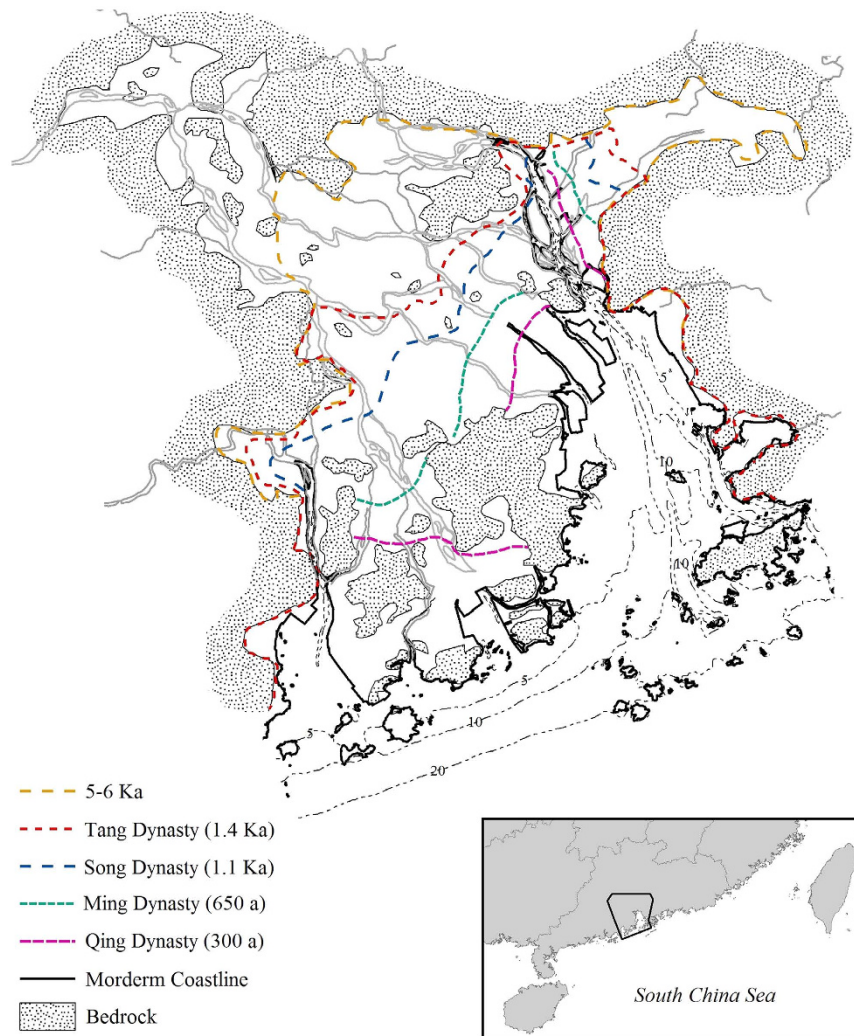 5
10
10
5
10
5
20
5-6 Ka
Tang Dynasty (1.4 Ka)
Song Dynasty (1.1 Ka)
Ming Dynasty (650 a)
Qing Dynasty (300 a)
Morderm Coastline
Bedrock
South China Sea